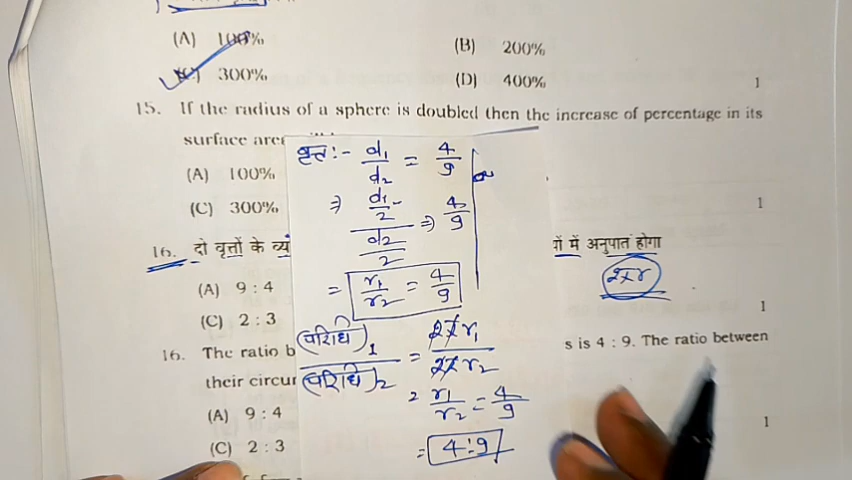 (A) 100% (B) 200%
300% (D) 400% 1
15. If the radius of a sphere is doubled then the increase of percentage in its
surface area
(A) 100%
(C) 300% 1
16. दो वृत्तों के में अनुपात होगा
(A) 9 : 4
(C) 2 : 3 1
16. The ratio b s is 4 : 9. The ratio between
their circu
(A) 9 : 4 1
(C) 2 : 3
वृत्त :- d₁/d₂ = 4/9
⇒ (d₁/2)/(d₂/2) ⇒ 4/9
= r₁/r₂ = 4/9
(परिधि)₁/(परिधि)₂ = 2πr₁/2πr₂
= r₁/r₂ = 4/9
= 4:9
2πr